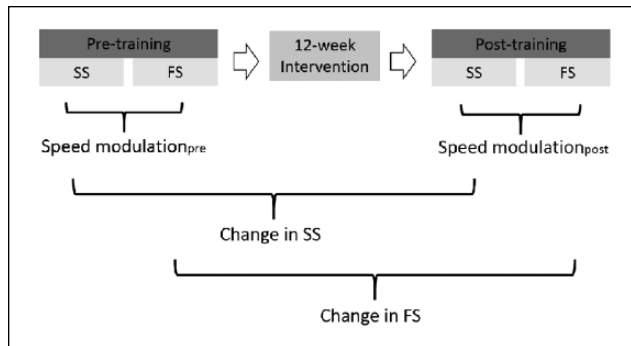 Pre-training
SS FS
12-week
Intervention
Post-training
SS FS
Speed modulationpre
Speed modulationpost
Change in SS
Change in FS